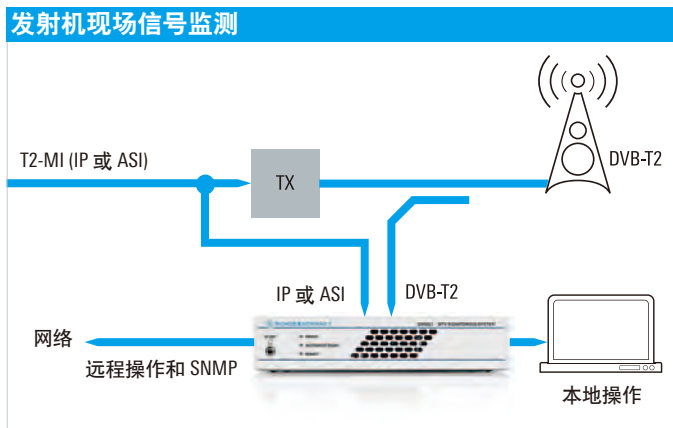 发射机现场信号监测
T2-MI (IP 或 ASI)
TX
DVB-T2
IP 或 ASI
DVB-T2
网络
远程操作和 SNMP
本地操作